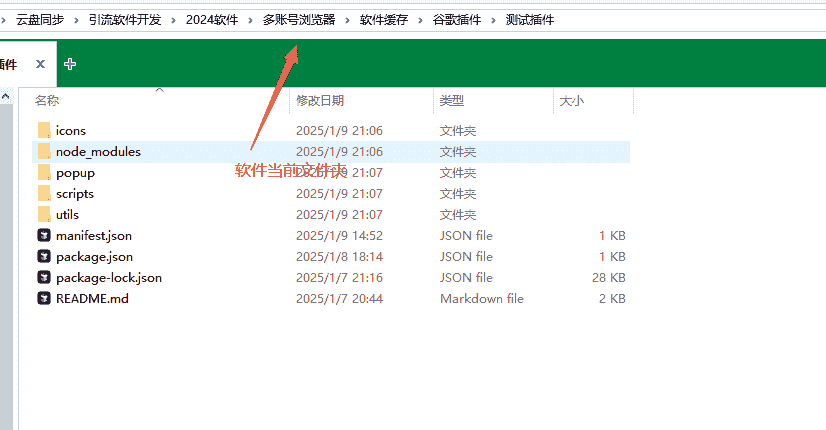 云盘同步 › 引流软件开发 › 2024软件 › 多账号浏览器 › 软件缓存 › 谷歌插件 › 测试插件
插件
名称 修改日期 类型 大小
icons 2025/1/9 21:06 文件夹
node_modules 2025/1/9 21:06 文件夹
popup 2025/1/9 21:07 文件夹
软件当前文件夹
scripts 2025/1/9 21:07 文件夹
utils 2025/1/9 21:07 文件夹
manifest.json 2025/1/9 14:52 JSON file 1 KB
package.json 2025/1/8 18:14 JSON file 1 KB
package-lock.json 2025/1/7 21:16 JSON file 28 KB
README.md 2025/1/7 20:44 Markdown file 2 KB